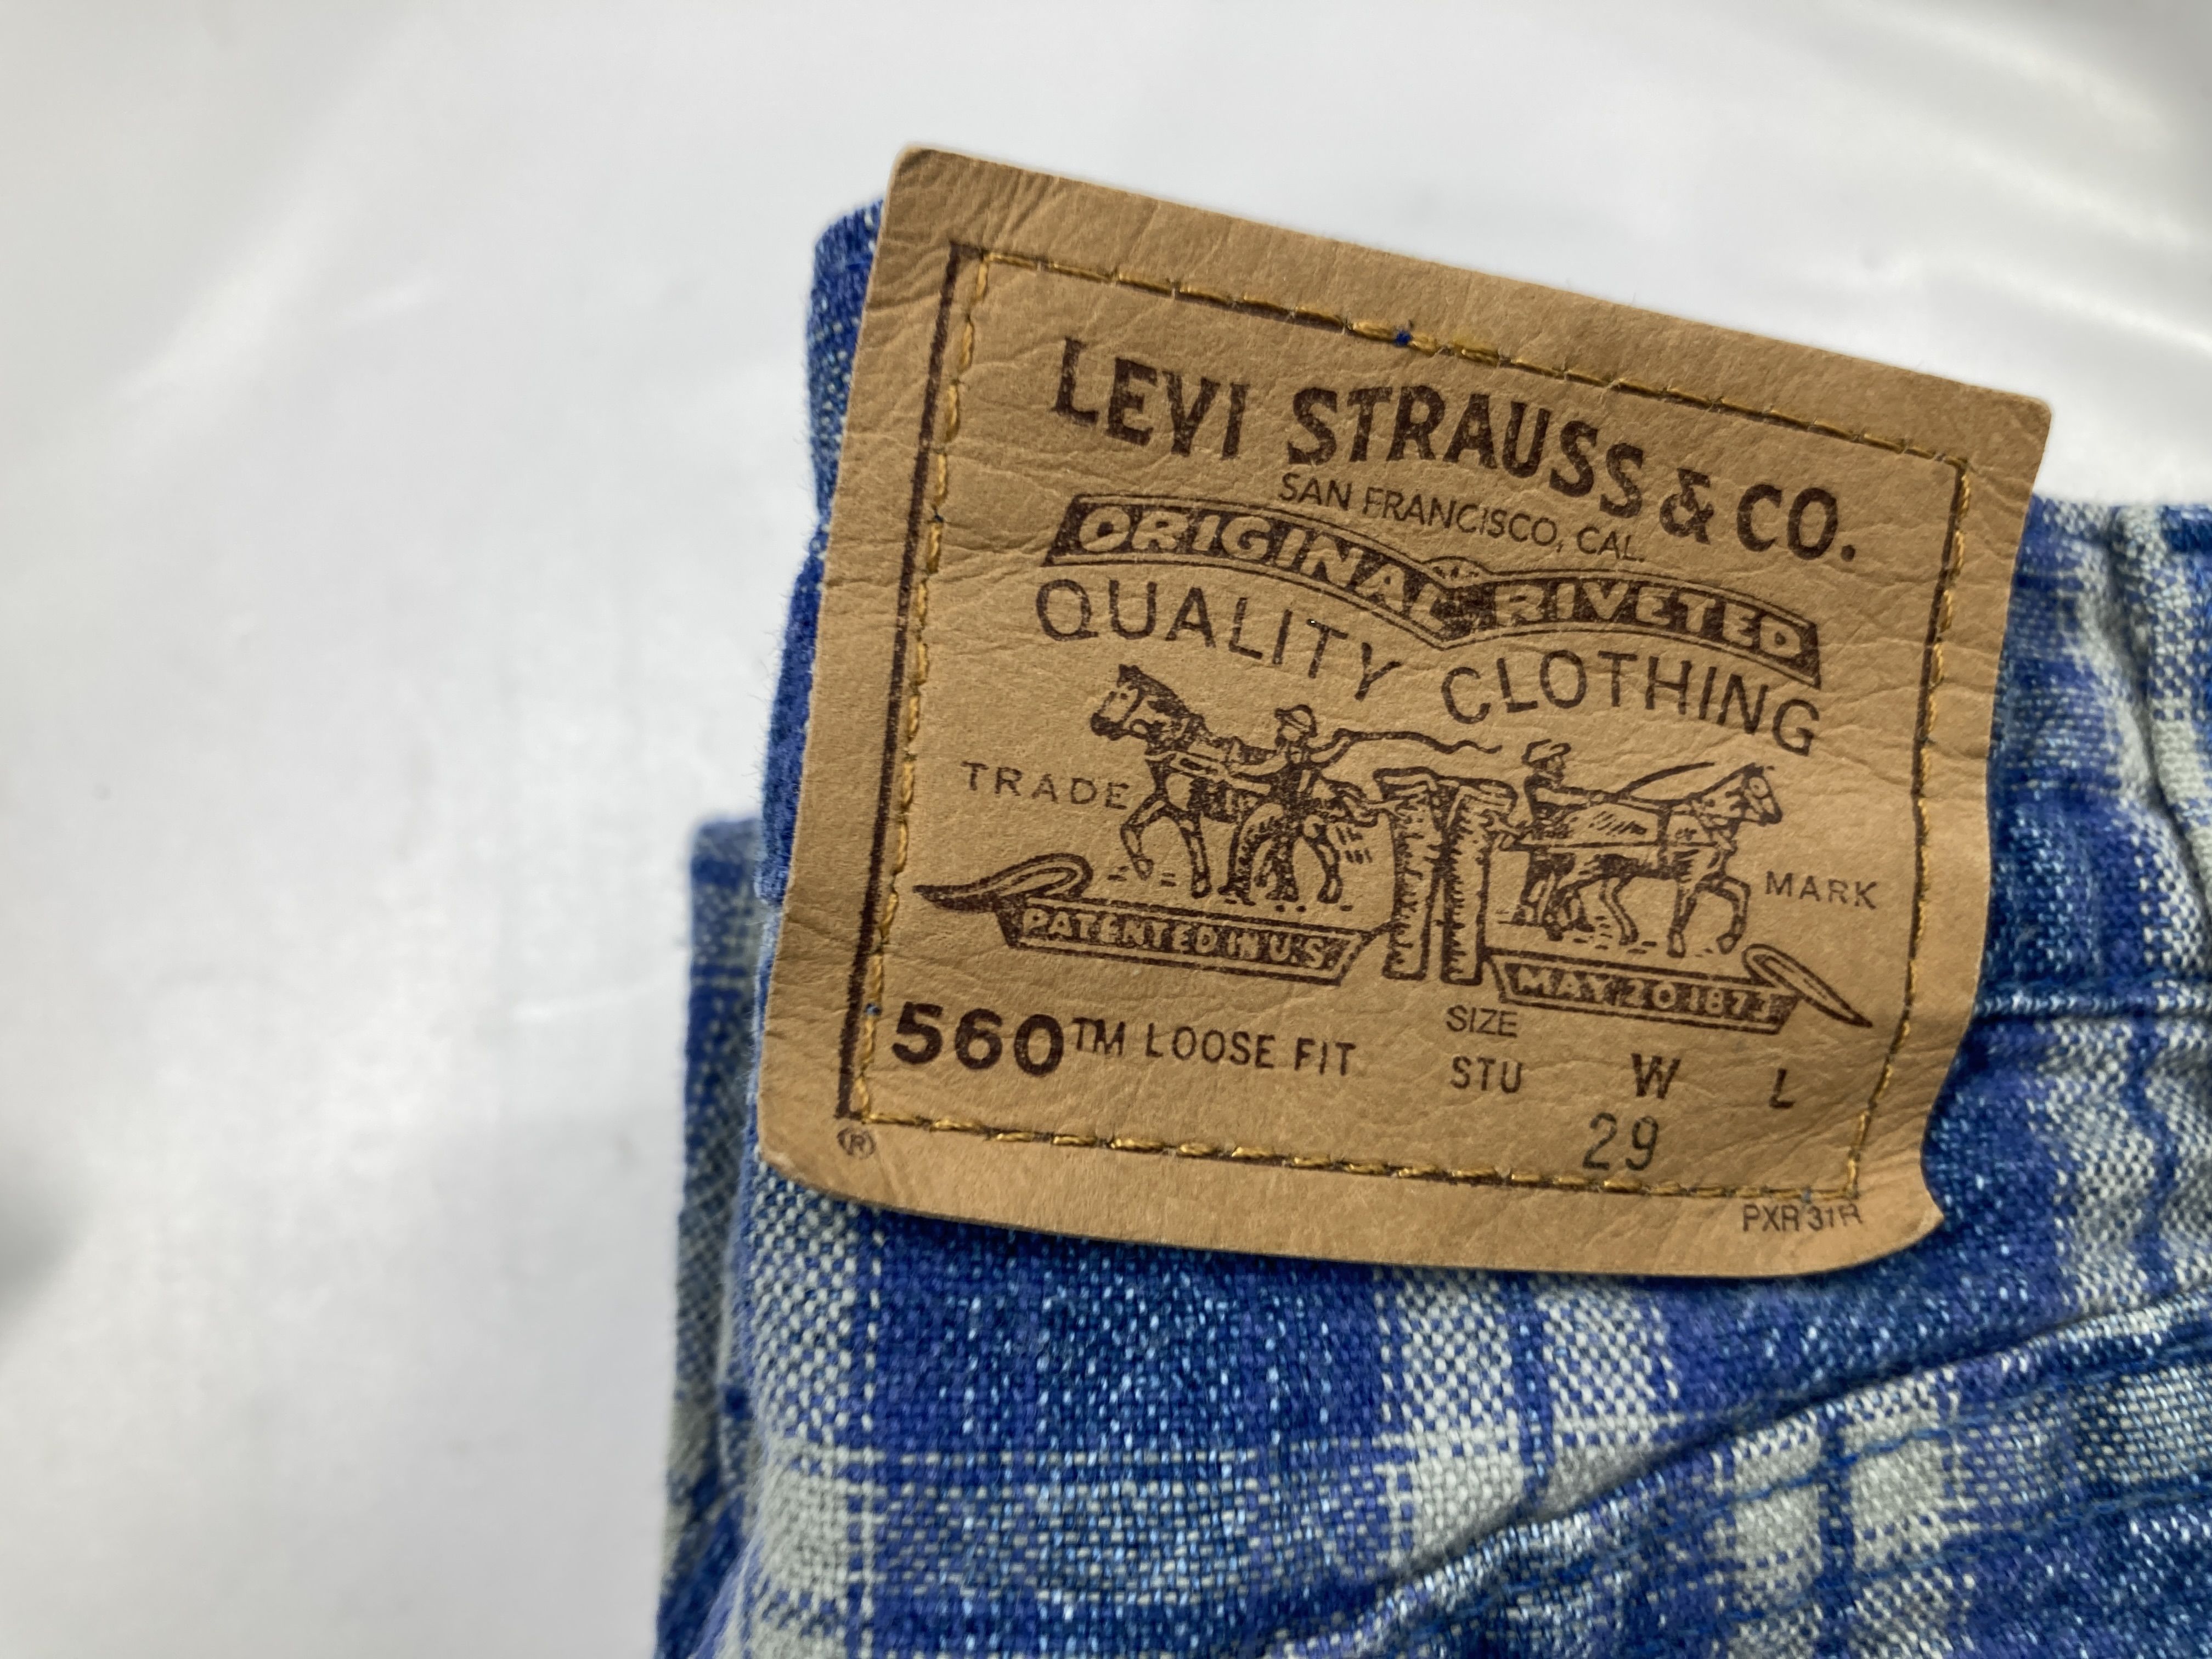 LEVI STRAUSS & CO.
SAN FRANCISCO, CAL.
ORIGINAL RIVETED
QUALITY CLOTHING
TRADE MARK
PATENTED IN U.S. MAY 20 1873
SIZE
560™ LOOSE FIT STU W L
29
®
PXR 31R